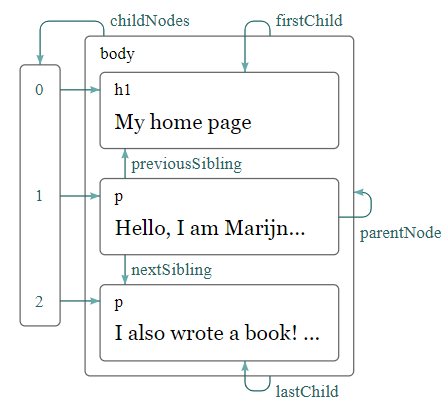 childNodes
firstChild
body
0
h1
My home page
previousSibling
1
p
Hello, I am Marijn...
parentNode
nextSibling
2
p
I also wrote a book! ...
lastChild